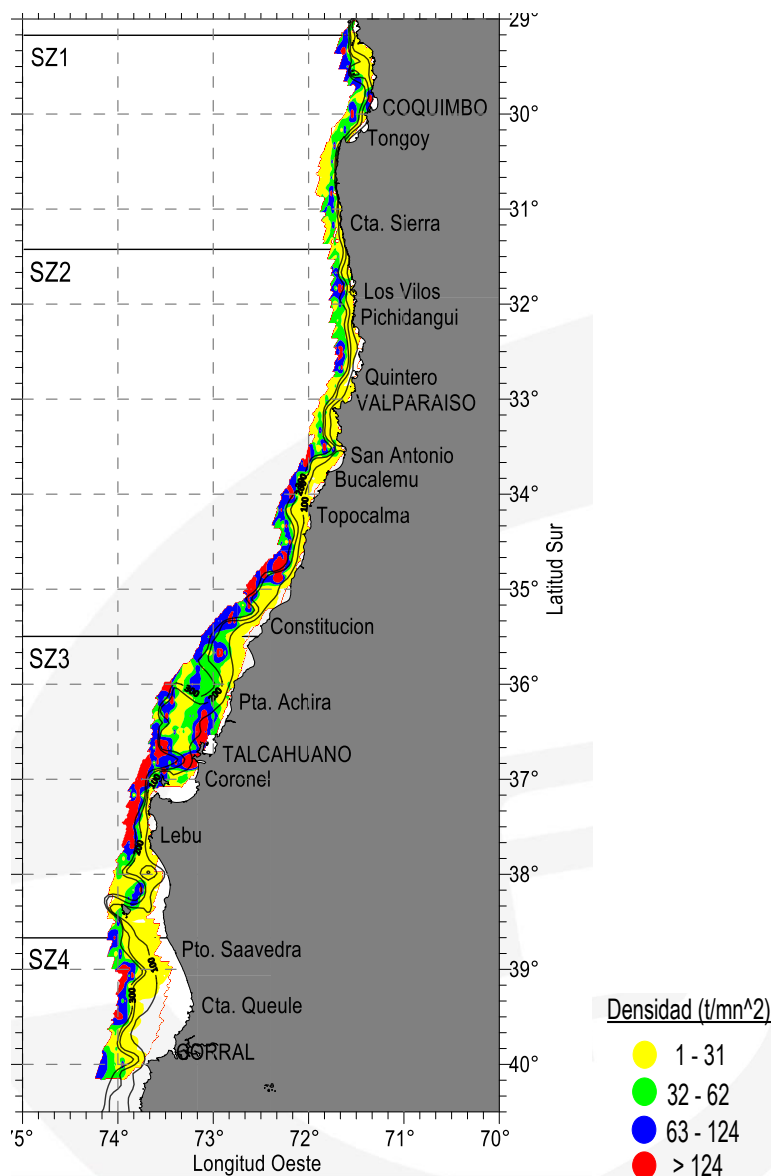 29°
SZ1
COQUIMBO
30°
Tongoy
31°
Cta. Sierra
SZ2
Los Vilos
32°
Pichidangui
Quintero
33°
VALPARAISO
San Antonio
Bucalemu
34°
100
Topocalma
35°
Latitud Sur
Constitucion
SZ3
36°
Pta. Achira
TALCAHUANO
37°
Coronel
Lebu
200
38°
SZ4
Pto. Saavedra
39°
Cta. Queule
CORRAL
40°
75° 74° 73° 72° 71° 70°
Longitud Oeste
Densidad (t/mn^2)
1 - 31
32 - 62
63 - 124
> 124